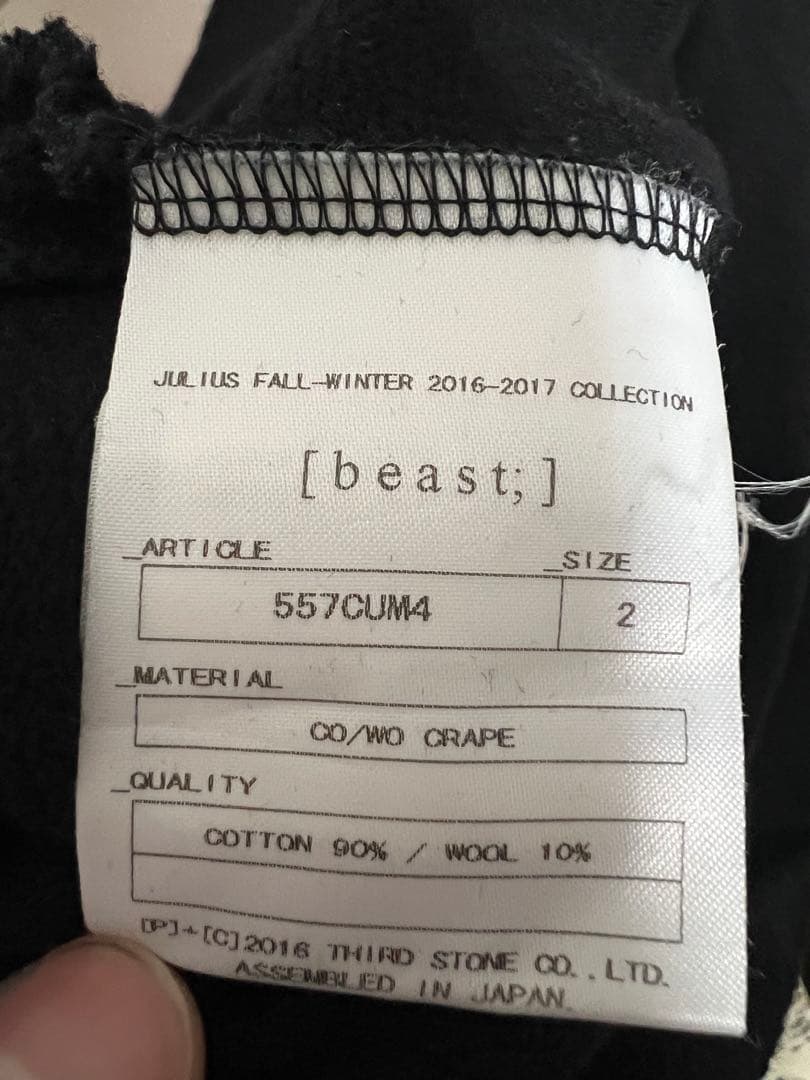 JULIUS FALL-WINTER 2016-2017 COLLECTION
[beast;]
_ARTICLE _SIZE
557CUM4 2
_MATERIAL
CO/WO CRAPE
_QUALITY
COTTON 90% / WOOL 10%
[P]+[C]2016 THIRD STONE CO.,LTD.
ASSEMBLED IN JAPAN.